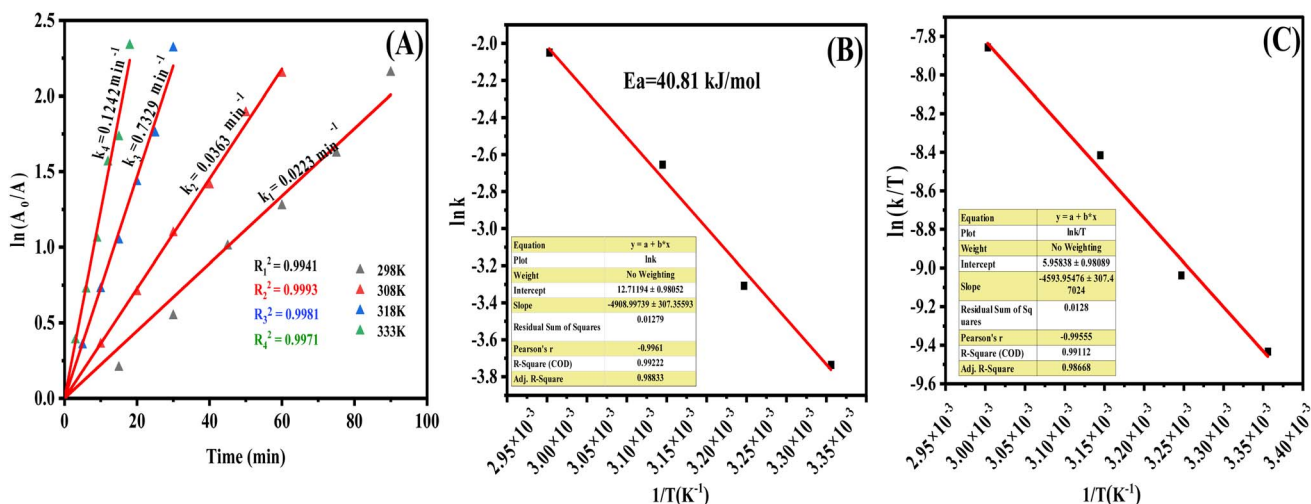 (A)
2.5
2.0
1.5
1.0
0.5
0.0
ln (A₀/A)
k₄=0.1242min⁻¹
k₃=0.7329 min⁻¹
k₂=0.0363 min⁻¹
k₁= 0.0223 min⁻¹
R₁² = 0.9941
R₂² = 0.9993
R₃² = 0.9981
R₄² = 0.9971
298K
308K
318K
333K
0 20 40 60 80 100
Time (min)
(B)
Ea=40.81 kJ/mol
-2.0
-2.2
-2.4
-2.6
-2.8
-3.0
-3.2
-3.4
-3.6
-3.8
ln k
Equation y = a + b*x
Plot lnk
Weight No Weighting
Intercept 12.71194 ± 0.98052
Slope -4908.99739 ± 307.35593
Residual Sum of Squares 0.01279
Pearson's r -0.9961
R-Square (COD) 0.99222
Adj. R-Square 0.98833
2.95×10⁻³ 3.00×10⁻³ 3.05×10⁻³ 3.10×10⁻³ 3.15×10⁻³ 3.20×10⁻³ 3.25×10⁻³ 3.30×10⁻³ 3.35×10⁻³
1/T(K⁻¹)
(C)
-7.8
-8.0
-8.2
-8.4
-8.6
-8.8
-9.0
-9.2
-9.4
-9.6
ln (k/T)
Equation y = a + b*x
Plot lnk/T
Weight No Weighting
Intercept 5.95838 ± 0.98089
Slope -4593.95476 ± 307.4
7024
Residual Sum of Sq
uares 0.0128
Pearson's r -0.99555
R-Square (COD) 0.99112
Adj. R-Square 0.98668
2.95×10⁻³ 3.00×10⁻³ 3.05×10⁻³ 3.10×10⁻³ 3.15×10⁻³ 3.20×10⁻³ 3.25×10⁻³ 3.30×10⁻³ 3.35×10⁻³ 3.40×10⁻³
1/T(K⁻¹)